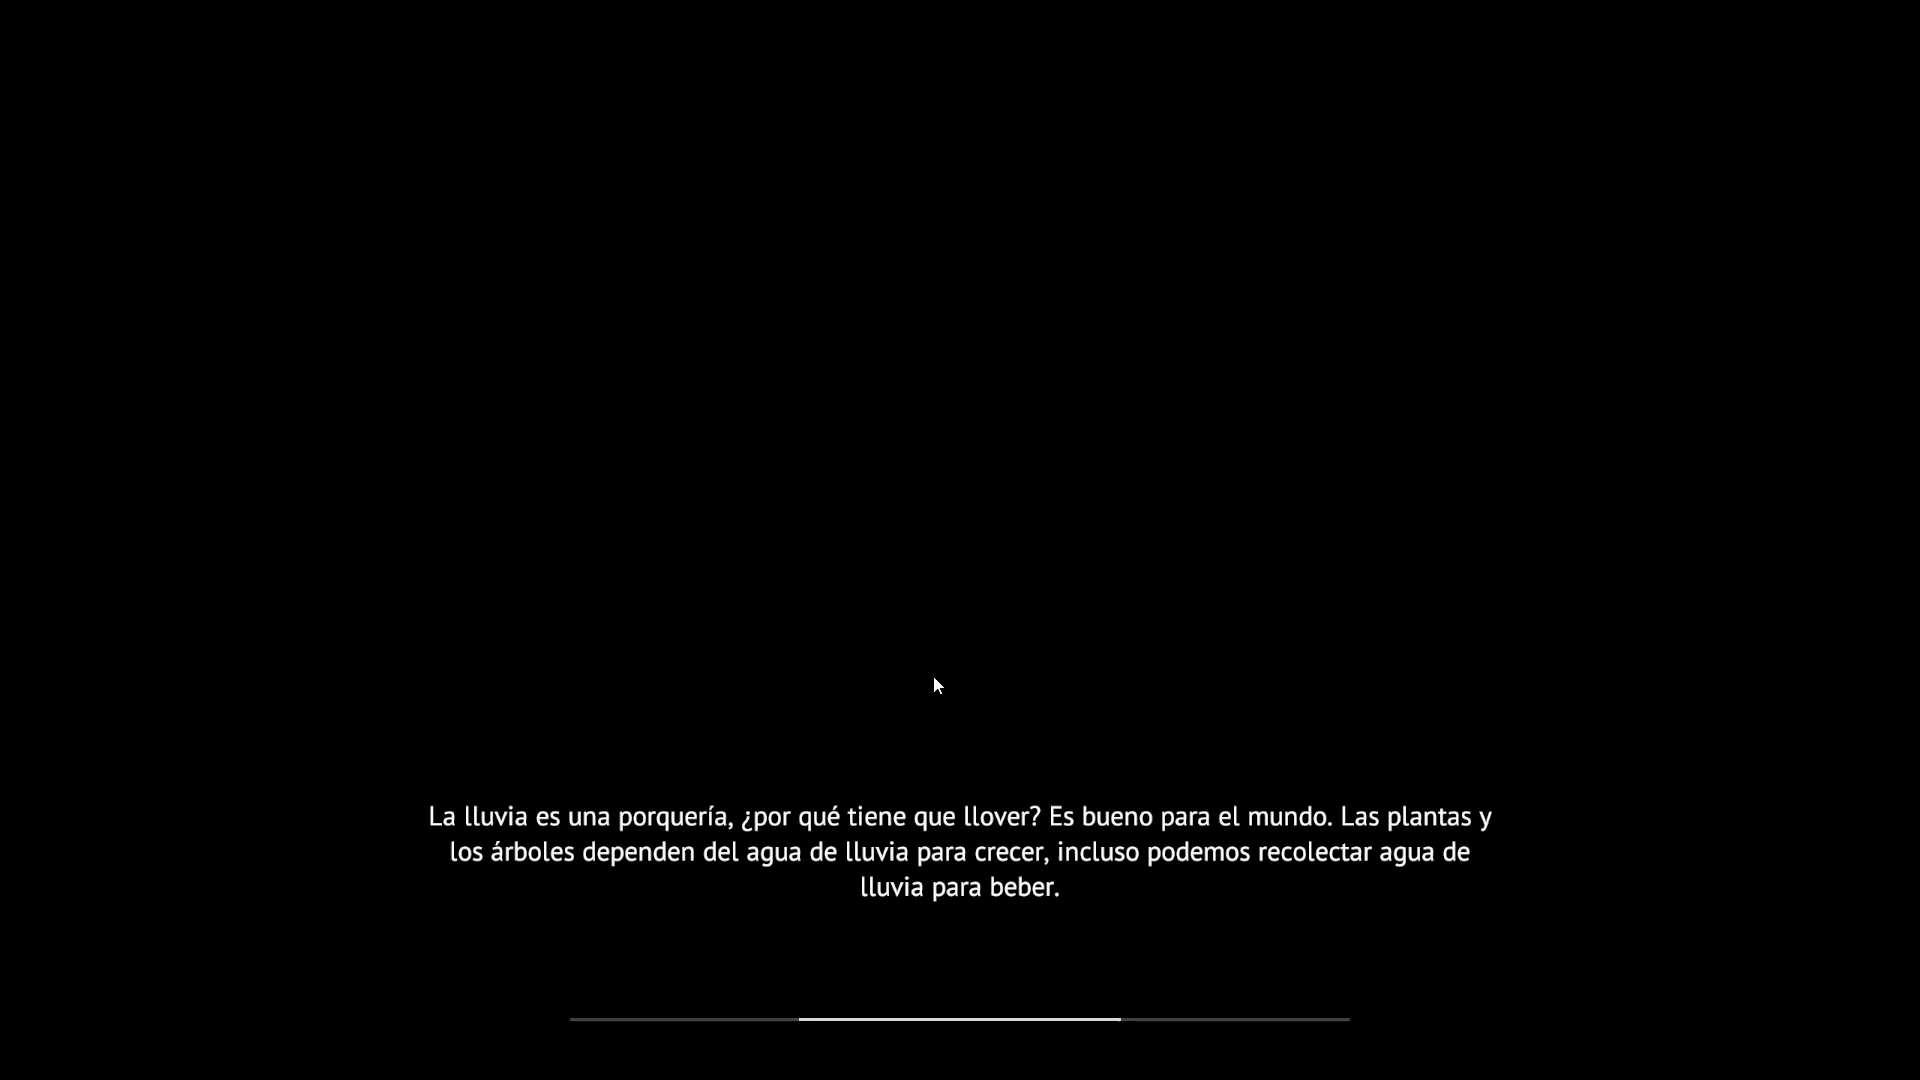 La lluvia es una porquería, ¿por qué tiene que llover? Es bueno para el mundo. Las plantas y
los árboles dependen del agua de lluvia para crecer, incluso podemos recolectar agua de
lluvia para beber.